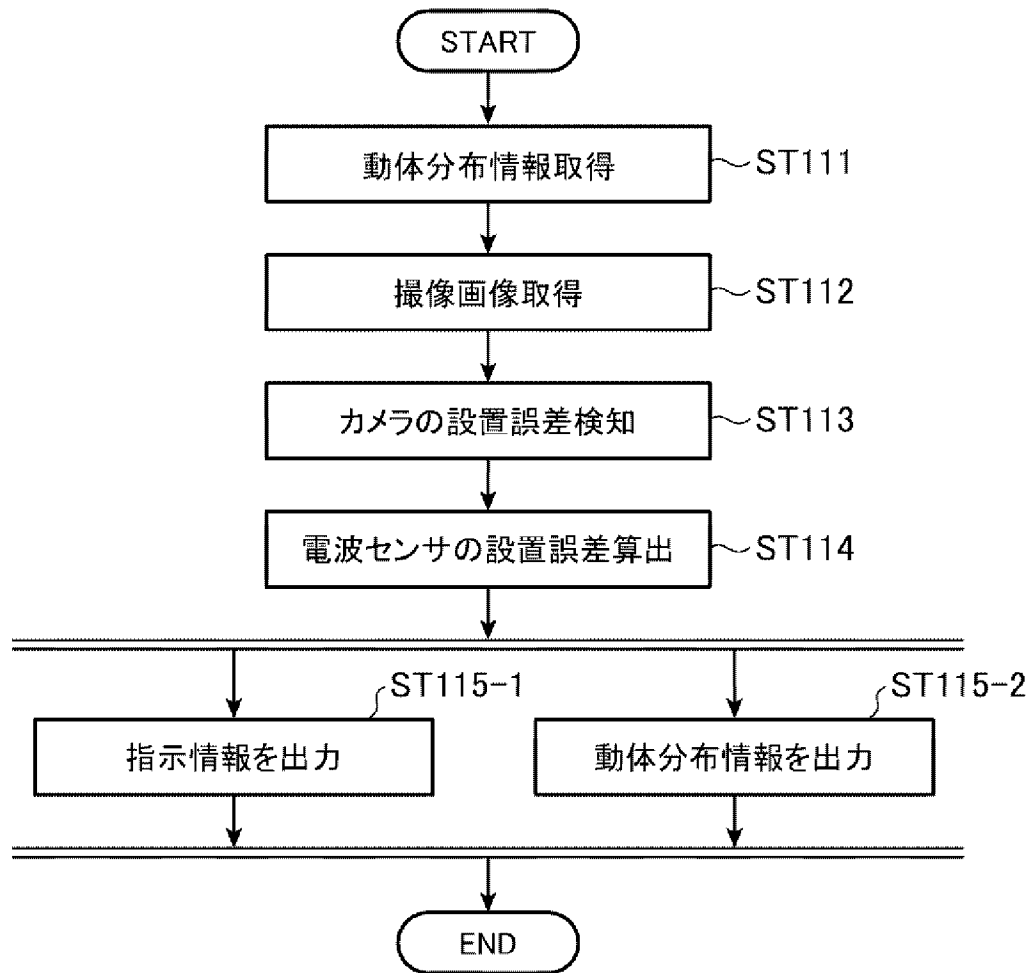 START
動体分布情報取得
ST111
撮像画像取得
ST112
カメラの設置誤差検知
ST113
電波センサの設置誤差算出
ST114
ST115-1
指示情報を出力
ST115-2
動体分布情報を出力
END